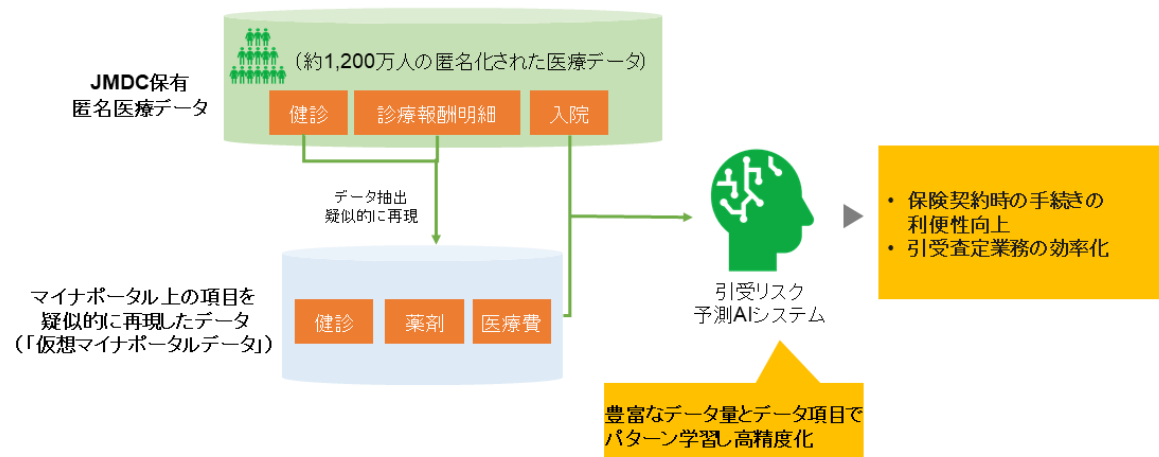 JMDC保有
匿名医療データ
（約1,200万人の匿名化された医療データ）
健診
診療報酬明細
入院
データ抽出
疑似的に再現
マイナポータル上の項目を
疑似的に再現したデータ
（「仮想マイナポータルデータ」）
健診
薬剤
医療費
引受リスク
予測AIシステム
• 保険契約時の手続きの
利便性向上
• 引受査定業務の効率化
豊富なデータ量とデータ項目で
パターン学習し高精度化